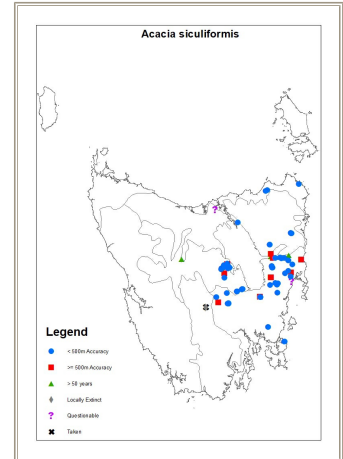 Acacia siculiformis
?
?
Legend
< 500m Accuracy
>= 500m Accuracy
> 50 years
Locally Extinct
? Questionable
Taken